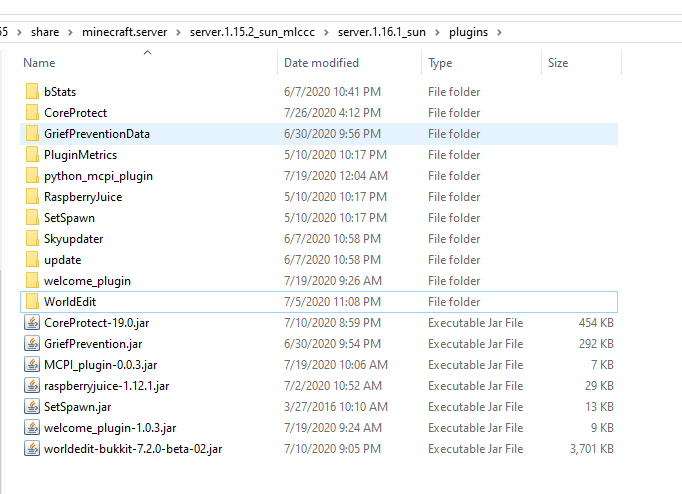 55 › share › minecraft.server › server.1.15.2_sun_mlccc › server.1.16.1_sun › plugins ›
Name Date modified Type Size
bStats 6/7/2020 10:41 PM File folder
CoreProtect 7/26/2020 4:12 PM File folder
GriefPreventionData 6/30/2020 9:56 PM File folder
PluginMetrics 5/10/2020 10:17 PM File folder
python_mcpi_plugin 7/19/2020 12:04 AM File folder
RaspberryJuice 5/10/2020 10:17 PM File folder
SetSpawn 5/10/2020 10:17 PM File folder
Skyupdater 6/7/2020 10:58 PM File folder
update 6/7/2020 10:58 PM File folder
welcome_plugin 7/19/2020 9:26 AM File folder
WorldEdit 7/5/2020 11:08 PM File folder
CoreProtect-19.0.jar 7/10/2020 8:59 PM Executable Jar File 454 KB
GriefPrevention.jar 6/30/2020 9:54 PM Executable Jar File 292 KB
MCPI_plugin-0.0.3.jar 7/19/2020 10:06 AM Executable Jar File 7 KB
raspberryjuice-1.12.1.jar 7/2/2020 10:52 AM Executable Jar File 29 KB
SetSpawn.jar 3/27/2016 10:10 AM Executable Jar File 13 KB
welcome_plugin-1.0.3.jar 7/19/2020 9:24 AM Executable Jar File 9 KB
worldedit-bukkit-7.2.0-beta-02.jar 7/10/2020 9:05 PM Executable Jar File 3,701 KB